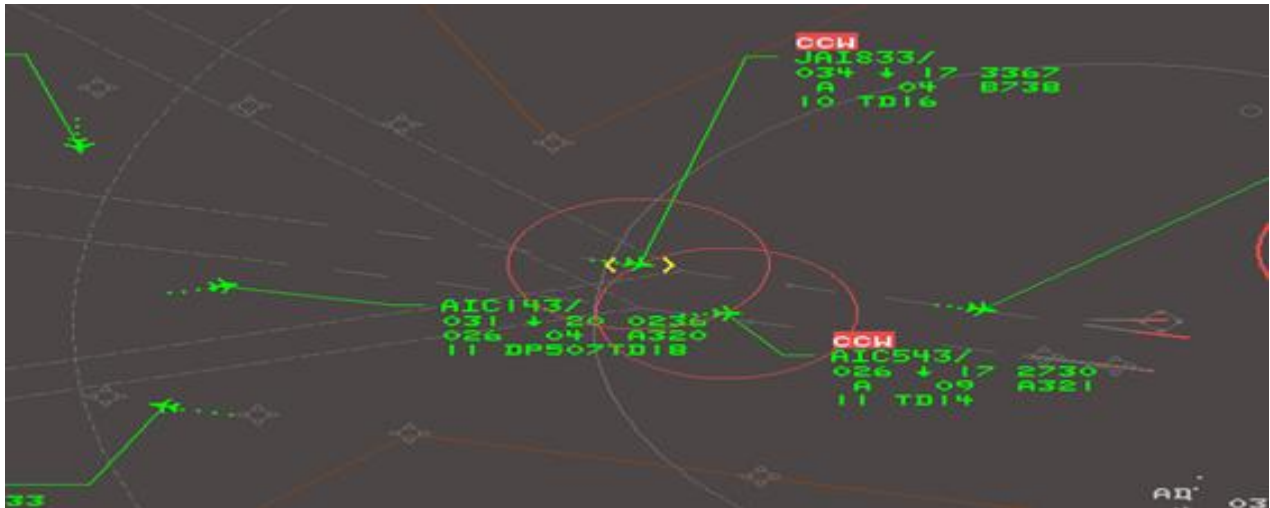 CCW
JAI833/
034 ↓ 17 3367
A 04 B738
10 TD16
AIC143/
031 ↓ 20 0236
026 04 A320
11 DP507TD18
CCW
AIC543/
026 ↓ 17 2730
A 09 A321
11 TD14
33
03